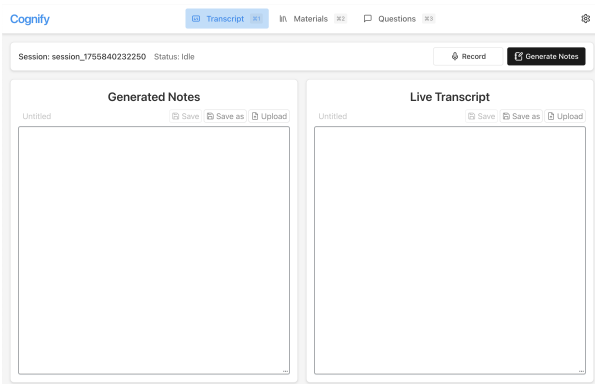 Cognify
Transcript ⌘1 Materials ⌘2 Questions ⌘3
Session: session_1755840232250 Status: Idle
Record
Generate Notes
Generated Notes
Untitled Save Save as Upload
Live Transcript
Untitled Save Save as Upload